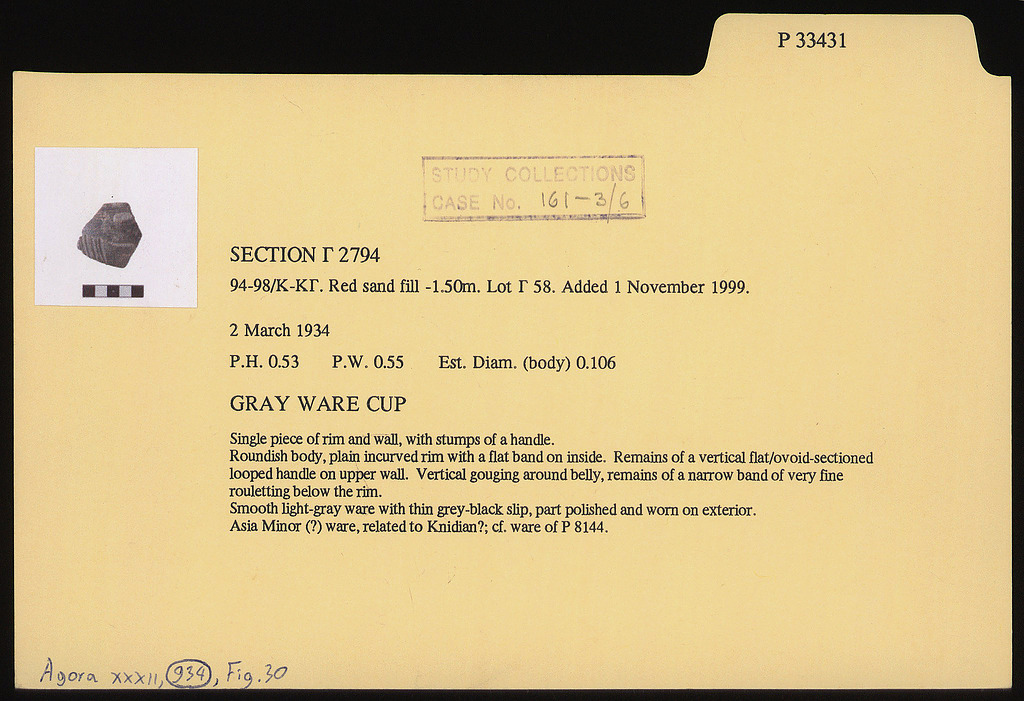 P 33431
STUDY COLLECTIONS
CASE No. 161-3/6
SECTION Γ 2794
94-98/Κ-ΚΓ. Red sand fill -1.50m. Lot Γ 58. Added 1 November 1999.
2 March 1934
P.H. 0.53 P.W. 0.55 Est. Diam. (body) 0.106
GRAY WARE CUP
Single piece of rim and wall, with stumps of a handle.
Roundish body, plain incurved rim with a flat band on inside. Remains of a vertical flat/ovoid-sectioned
looped handle on upper wall. Vertical gouging around belly, remains of a narrow band of very fine
rouletting below the rim.
Smooth light-gray ware with thin grey-black slip, part polished and worn on exterior.
Asia Minor (?) ware, related to Knidian?; cf. ware of P 8144.
Agora XXXII, 934, Fig. 30